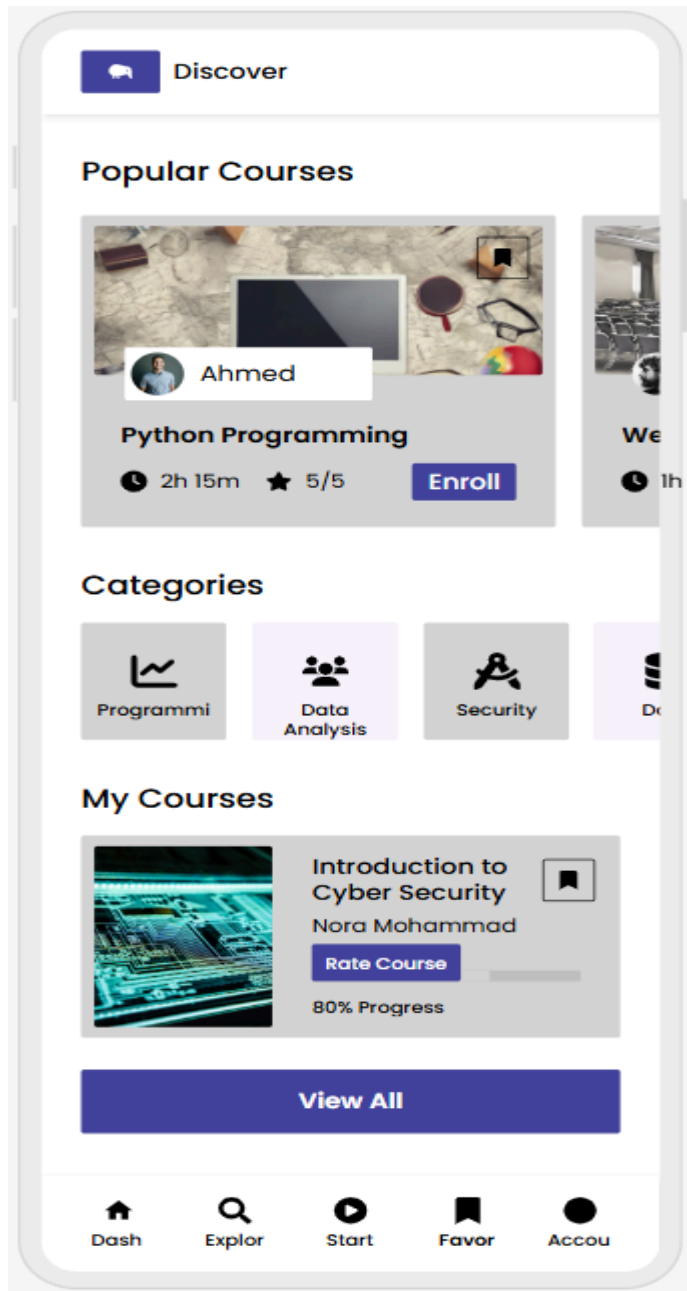 Discover
Popular Courses
Ahmed
Python Programming
We
2h 15m 5/5 Enroll
1h
Categories
Programmi
Data
Analysis
Security
Da
My Courses
Introduction to
Cyber Security
Nora Mohammad
Rate Course
80% Progress
View All
Dash Explor Start Favor Accou